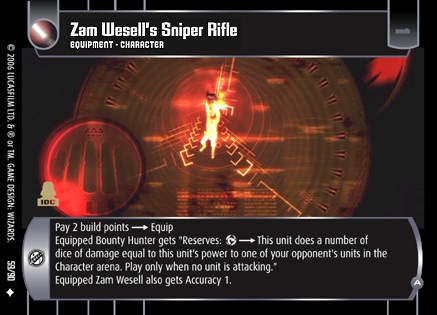 Zam Wesell's Sniper Rifle
EQUIPMENT - CHARACTER
© 2006 LUCASFILM LTD. & ® or TM. GAME DESIGN: WIZARDS.
59/90
IDC
Pay 2 build points → Equip
Equipped Bounty Hunter gets "Reserves: → This unit does a number of
dice of damage equal to this unit's power to one of your opponent's units in the
Character arena. Play only when no unit is attacking."
Equipped Zam Wesell also gets Accuracy 1.
A